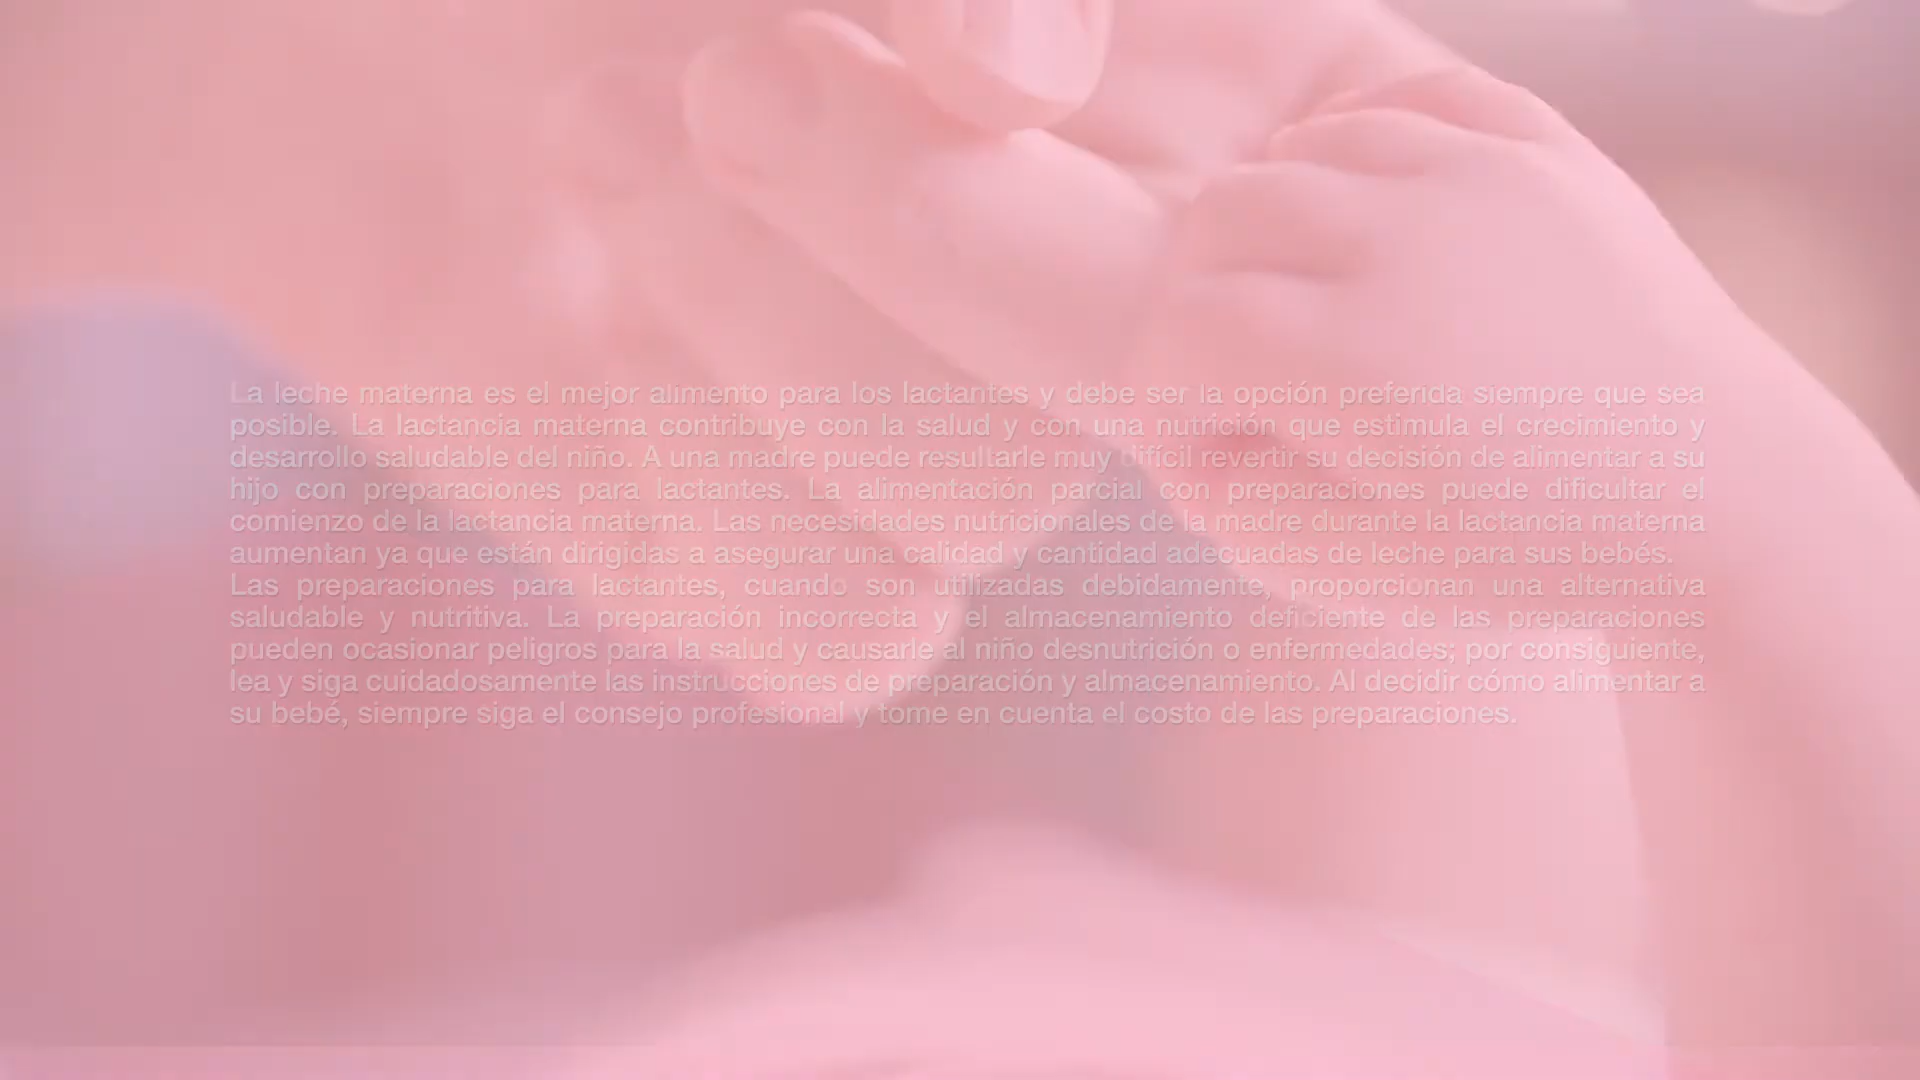 La leche materna es el mejor alimento para los lactantes y debe ser la opción preferida siempre que sea
posible. La lactancia materna contribuye con la salud y con una nutrición que estimula el crecimiento y
desarrollo saludable del niño. A una madre puede resultarle muy difícil revertir su decisión de alimentar a su
hijo con preparaciones para lactantes. La alimentación parcial con preparaciones puede dificultar el
comienzo de la lactancia materna. Las necesidades nutricionales de la madre durante la lactancia materna
aumentan ya que están dirigidas a asegurar una calidad y cantidad adecuadas de leche para sus bebés.
Las preparaciones para lactantes, cuando son utilizadas debidamente, proporcionan una alternativa
saludable y nutritiva. La preparación incorrecta y el almacenamiento deficiente de las preparaciones
pueden ocasionar peligros para la salud y causarle al niño desnutrición o enfermedades; por consiguiente,
lea y siga cuidadosamente las instrucciones de preparación y almacenamiento. Al decidir cómo alimentar a
su bebé, siempre siga el consejo profesional y tome en cuenta el costo de las preparaciones.